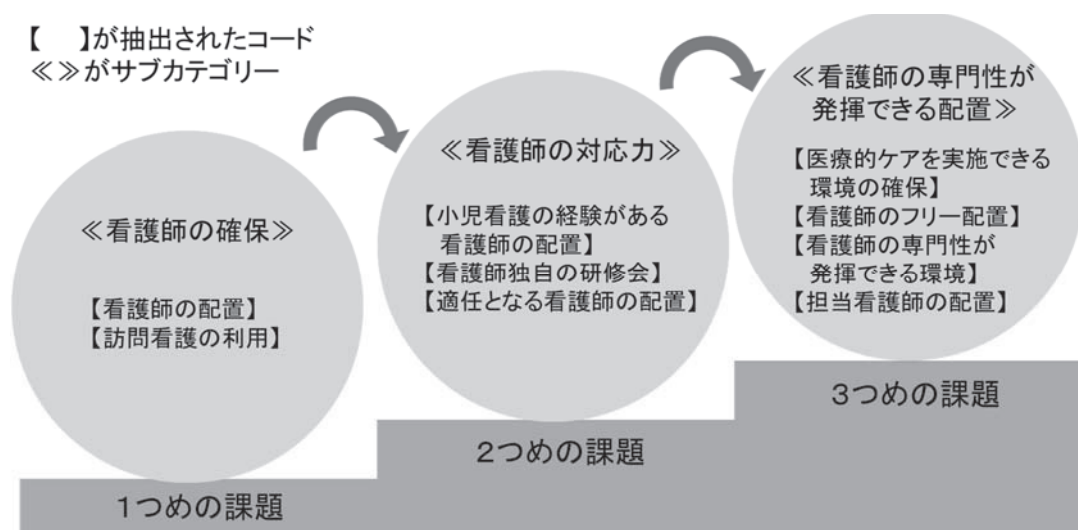 【　】が抽出されたコード
≪≫がサブカテゴリー
≪看護師の確保≫
【看護師の配置】
【訪問看護の利用】
1つめの課題
≪看護師の対応力≫
【小児看護の経験がある
看護師の配置】
【看護師独自の研修会】
【適任となる看護師の配置】
2つめの課題
≪看護師の専門性が
発揮できる配置≫
【医療的ケアを実施できる
環境の確保】
【看護師のフリー配置】
【看護師の専門性が
発揮できる環境】
【担当看護師の配置】
3つめの課題